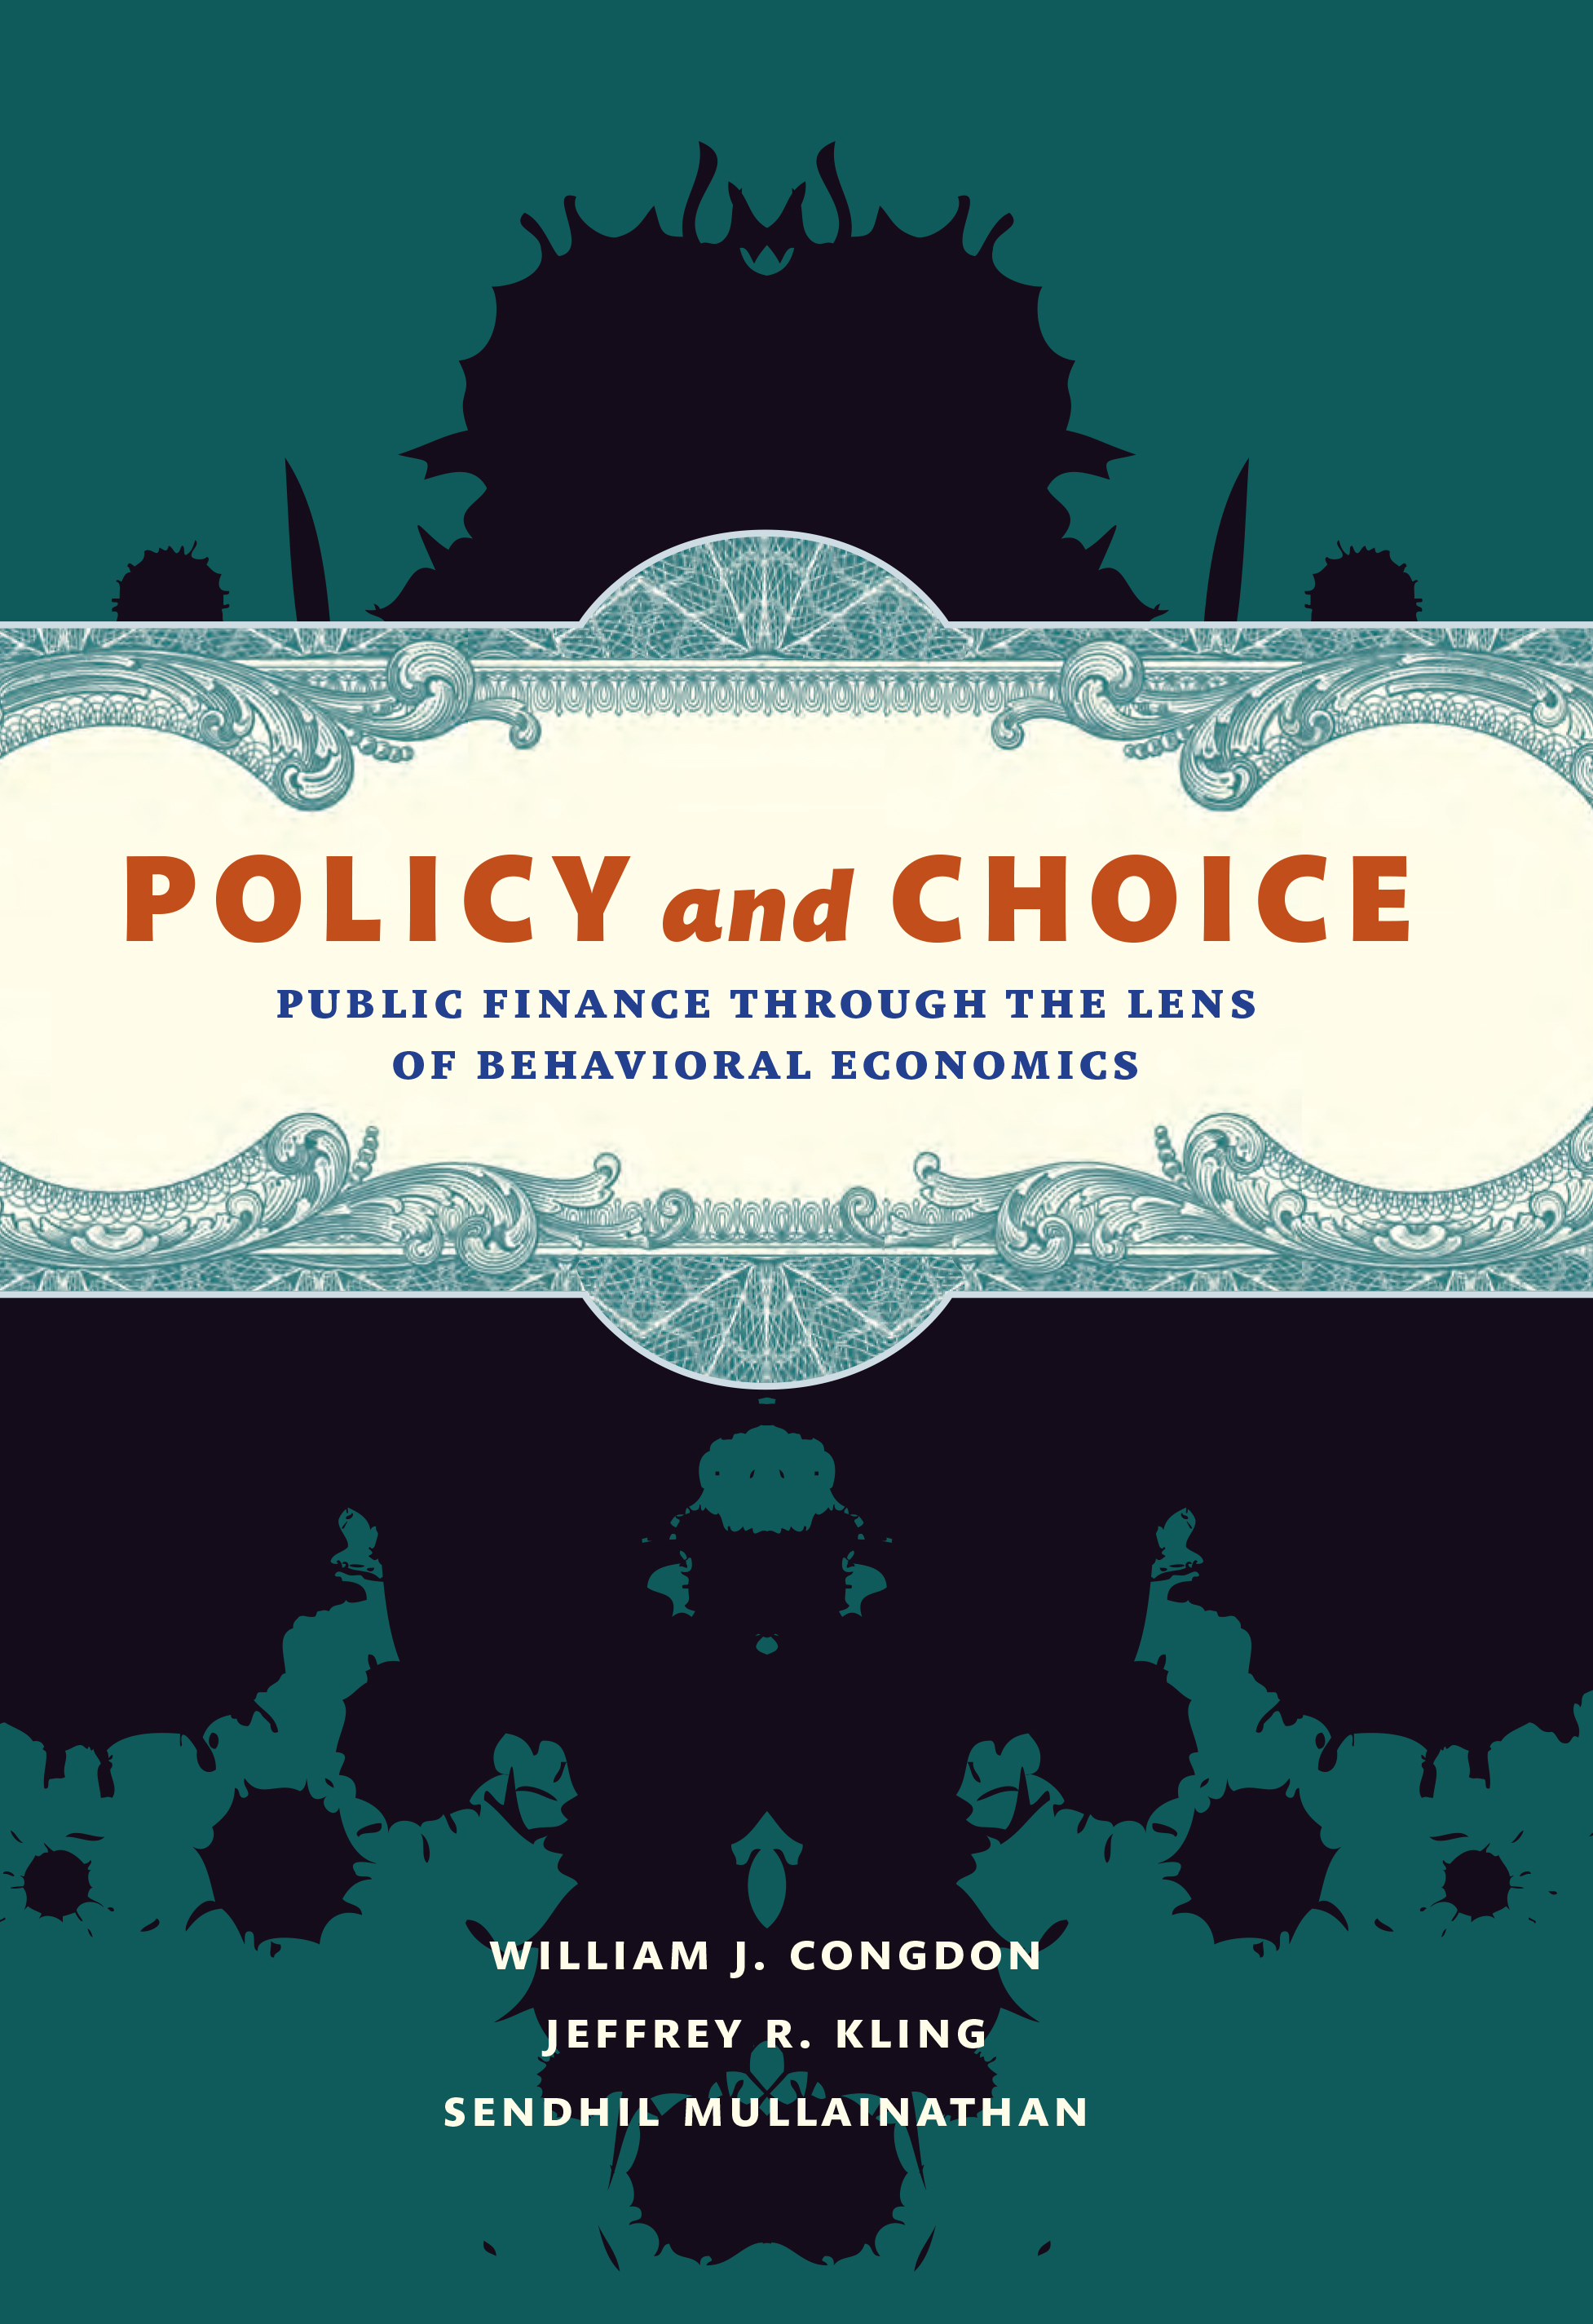 POLICY and CHOICE
PUBLIC FINANCE THROUGH THE LENS
OF BEHAVIORAL ECONOMICS
WILLIAM J. CONGDON
JEFFREY R. KLING
SENDHIL MULLAINATHAN